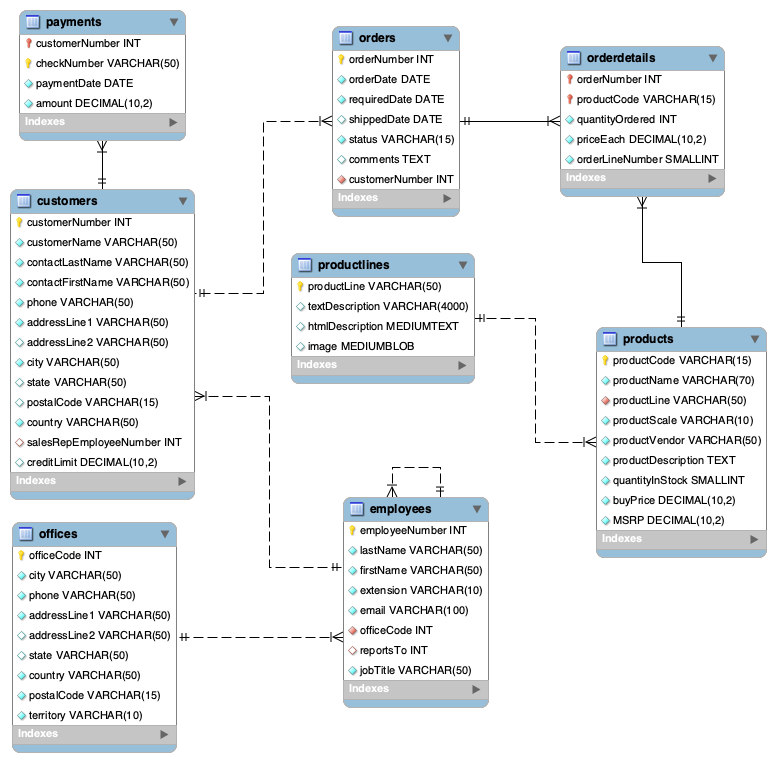 payments
customerNumber INT
checkNumber VARCHAR(50)
paymentDate DATE
amount DECIMAL(10,2)
Indexes
orders
orderNumber INT
orderDate DATE
requiredDate DATE
shippedDate DATE
status VARCHAR(15)
comments TEXT
customerNumber INT
Indexes
orderdetails
orderNumber INT
productCode VARCHAR(15)
quantityOrdered INT
priceEach DECIMAL(10,2)
orderLineNumber SMALLINT
Indexes
customers
customerNumber INT
customerName VARCHAR(50)
contactLastName VARCHAR(50)
contactFirstName VARCHAR(50)
phone VARCHAR(50)
addressLine1 VARCHAR(50)
addressLine2 VARCHAR(50)
city VARCHAR(50)
state VARCHAR(50)
postalCode VARCHAR(15)
country VARCHAR(50)
salesRepEmployeeNumber INT
creditLimit DECIMAL(10,2)
Indexes
productlines
productLine VARCHAR(50)
textDescription VARCHAR(4000)
htmlDescription MEDIUMTEXT
image MEDIUMBLOB
Indexes
products
productCode VARCHAR(15)
productName VARCHAR(70)
productLine VARCHAR(50)
productScale VARCHAR(10)
productVendor VARCHAR(50)
productDescription TEXT
quantityInStock SMALLINT
buyPrice DECIMAL(10,2)
MSRP DECIMAL(10,2)
Indexes
offices
officeCode INT
city VARCHAR(50)
phone VARCHAR(50)
addressLine1 VARCHAR(50)
addressLine2 VARCHAR(50)
state VARCHAR(50)
country VARCHAR(50)
postalCode VARCHAR(15)
territory VARCHAR(10)
Indexes
employees
employeeNumber INT
lastName VARCHAR(50)
firstName VARCHAR(50)
extension VARCHAR(10)
email VARCHAR(100)
officeCode INT
reportsTo INT
jobTitle VARCHAR(50)
Indexes